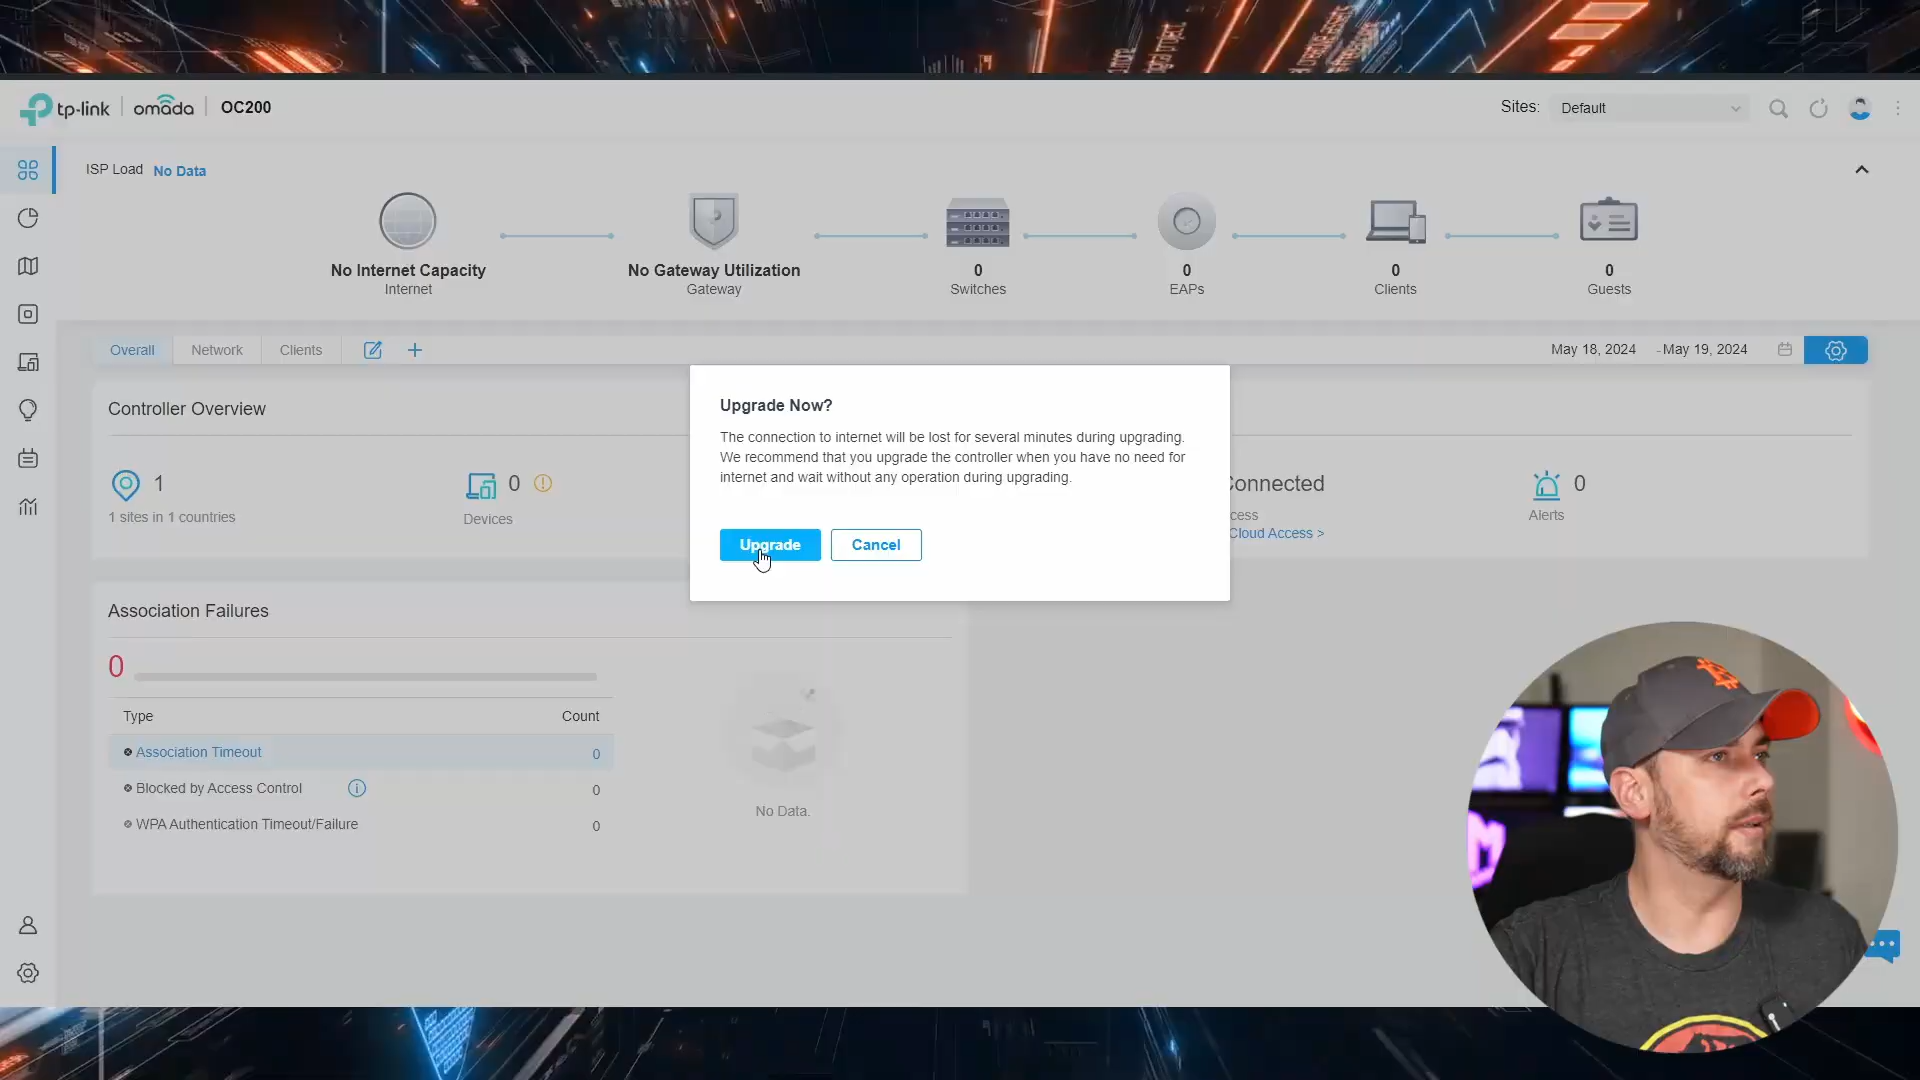 tp-link | omada | OC200
Sites: Default
ISP Load No Data
No Internet Capacity
Internet
No Gateway Utilization
Gateway
0
Switches
0
EAPs
0
Clients
0
Guests
Overall
Network
Clients
May 18, 2024 - May 19, 2024
Controller Overview
1
1 sites in 1 countries
0
Devices
Connected
cess
Cloud Access >
0
Alerts
Upgrade Now?
The connection to internet will be lost for several minutes during upgrading.
We recommend that you upgrade the controller when you have no need for
internet and wait without any operation during upgrading.
Upgrade
Cancel
Association Failures
0
Type Count
Association Timeout 0
Blocked by Access Control 0
WPA Authentication Timeout/Failure 0
No Data.